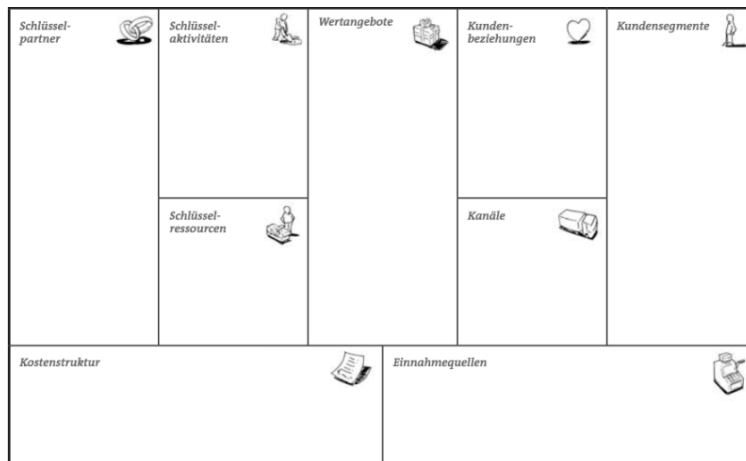 Schlüssel-
partner
Schlüssel-
aktivitäten
Wertangebote
Kunden-
beziehungen
Kundensegmente
Schlüssel-
ressourcen
Kanäle
Kostenstruktur
Einnahmequellen